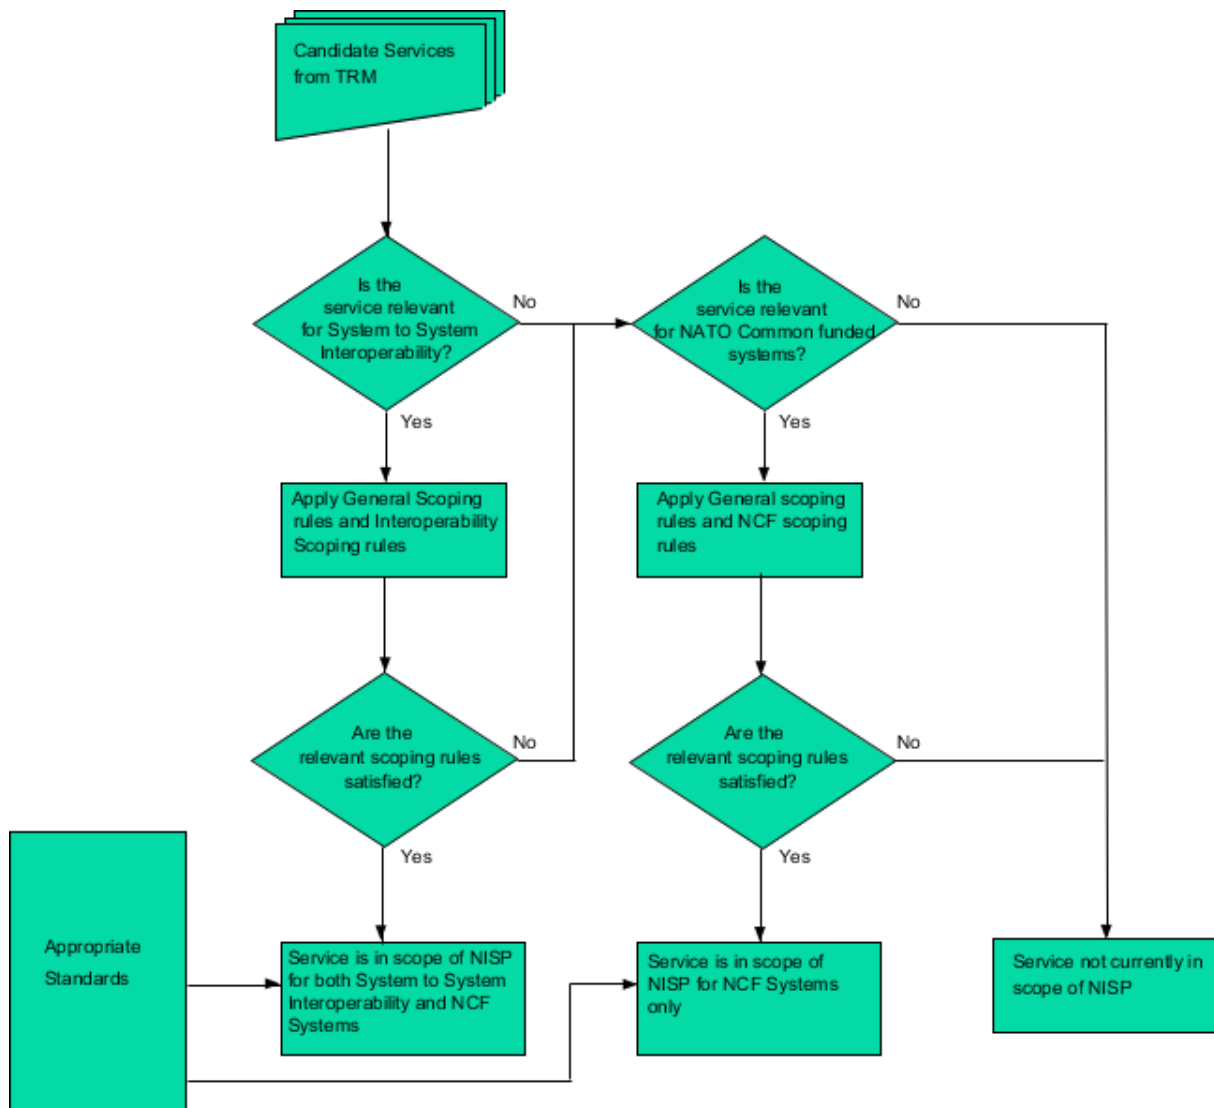 Candidate Services
from TRM
Is the
service relevant
for System to System
Interoperability?
No
Is the
service relevant
for NATO Common funded
systems?
No
Yes
Yes
Apply General Scoping
rules and Interoperability
Scoping rules
Apply General scoping
rules and NCF scoping
rules
Are the
relevant scoping rules
satisfied?
No
Are the
relevant scoping rules
satisfied?
No
Yes
Yes
Appropriate
Standards
Service is in scope of NISP
for both System to System
Interoperability and NCF
Systems
Service is in scope of
NISP for NCF Systems
only
Service not currently in
scope of NISP